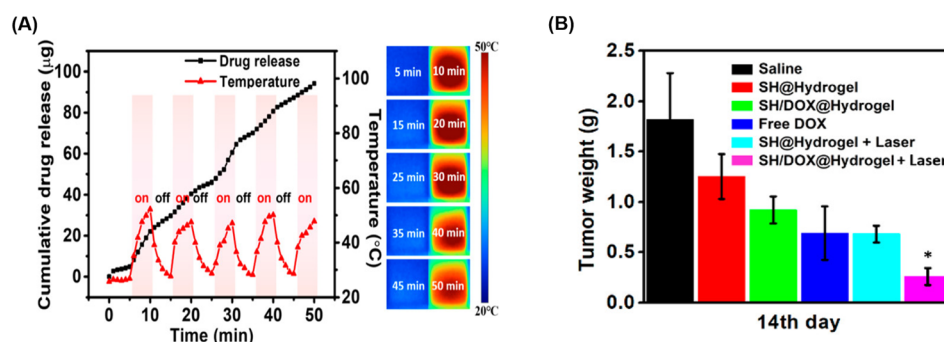 (A)
Cumulative drug release (μg)
100
80
60
40
20
0
Drug release
Temperature
on off on off on off on off on
0 10 20 30 40 50
Time (min)
100
80
60
40
20
Temperature (°C)
50℃
5 min 10 min
15 min 20 min
25 min 30 min
35 min 40 min
45 min 50 min
20℃
(B)
Tumor weight (g)
2.5
2.0
1.5
1.0
0.5
0.0
Saline
SH@Hydrogel
SH/DOX@Hydrogel
Free DOX
SH@Hydrogel + Laser
SH/DOX@Hydrogel + Laser
*
14th day